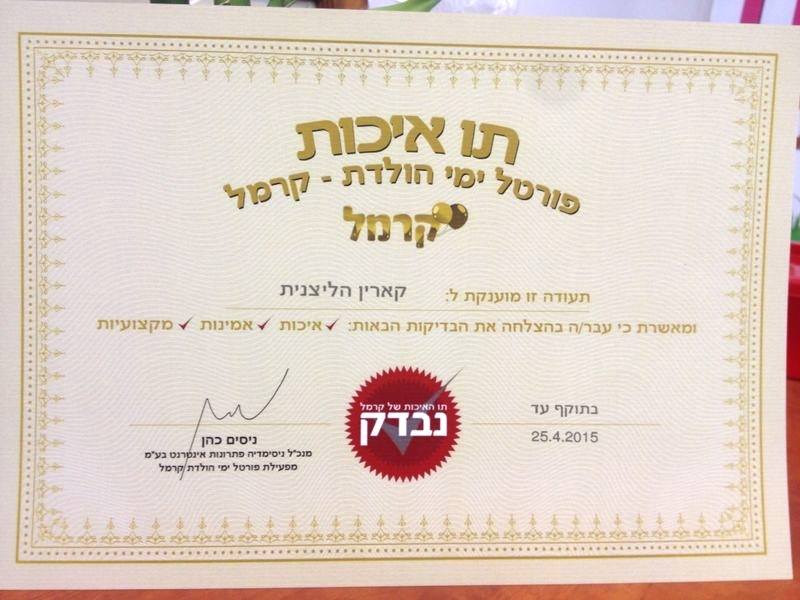 תו איכות
פורטל ימי הולדת - קרמל
קרמל
תעודה זו מוענקת ל: קארין הליצנית
ומאשרת כי עבר/ה בהצלחה את הבדיקות הבאות: ✓ איכות ✓ אמינות ✓ מקצועיות
בתוקף עד
25.4.2015
תו האיכות של קרמל
נבדק
ניסים כהן
מנכ"ל ניסימדיה פתרונות אינטרנט בע"מ
מפעילת פורטל ימי הולדת קרמל